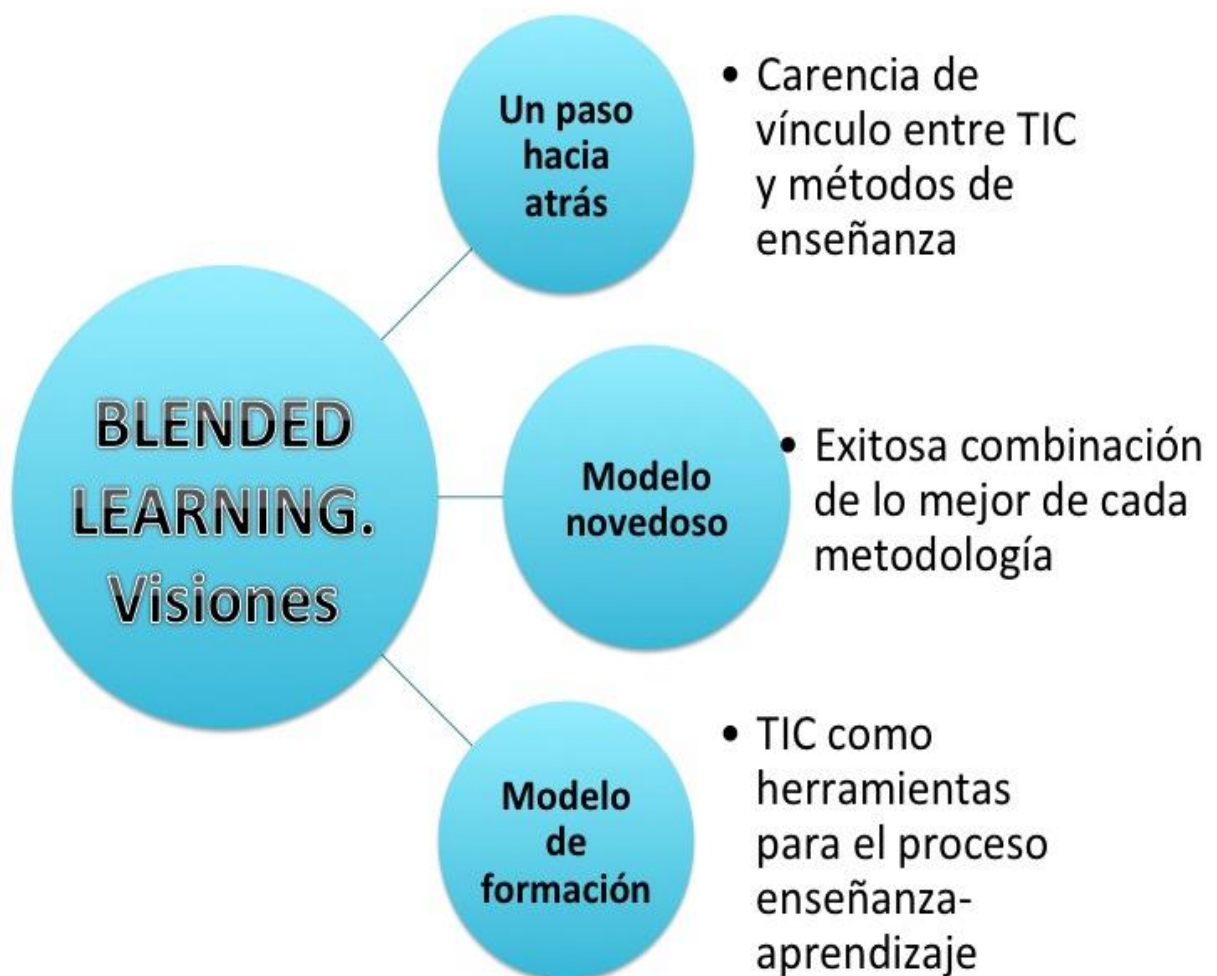 BLENDED
LEARNING.
Visiones
Un paso
hacia
atrás
• Carencia de
vínculo entre TIC
y métodos de
enseñanza
Modelo
novedoso
• Exitosa combinación
de lo mejor de cada
metodología
Modelo
de
formación
• TIC como
herramientas
para el proceso
enseñanza-
aprendizaje